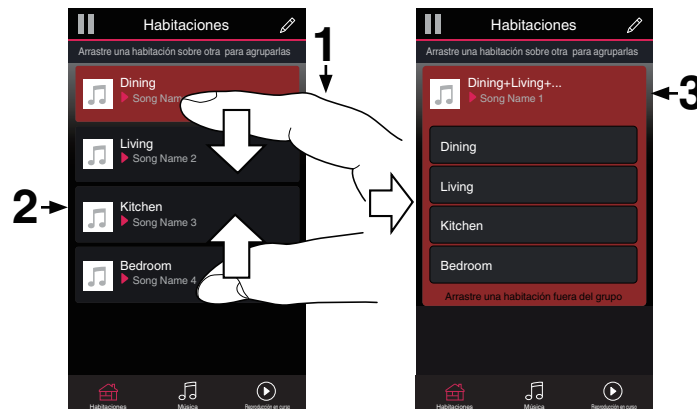 Habitaciones
Arrastre una habitación sobre otra para agruparlas
Dining
Song Nam
Living
Song Name 2
Kitchen
Song Name 3
Bedroom
Song Name 4
Habitaciones
Música
Reproducción en curso
1
2
Habitaciones
Arrastre una habitación sobre otra para agruparlas
Dining+Living+...
Song Name 1
Dining
Living
Kitchen
Bedroom
Arrastre una habitación fuera del grupo
Habitaciones
Música
Reproducción en curso
3